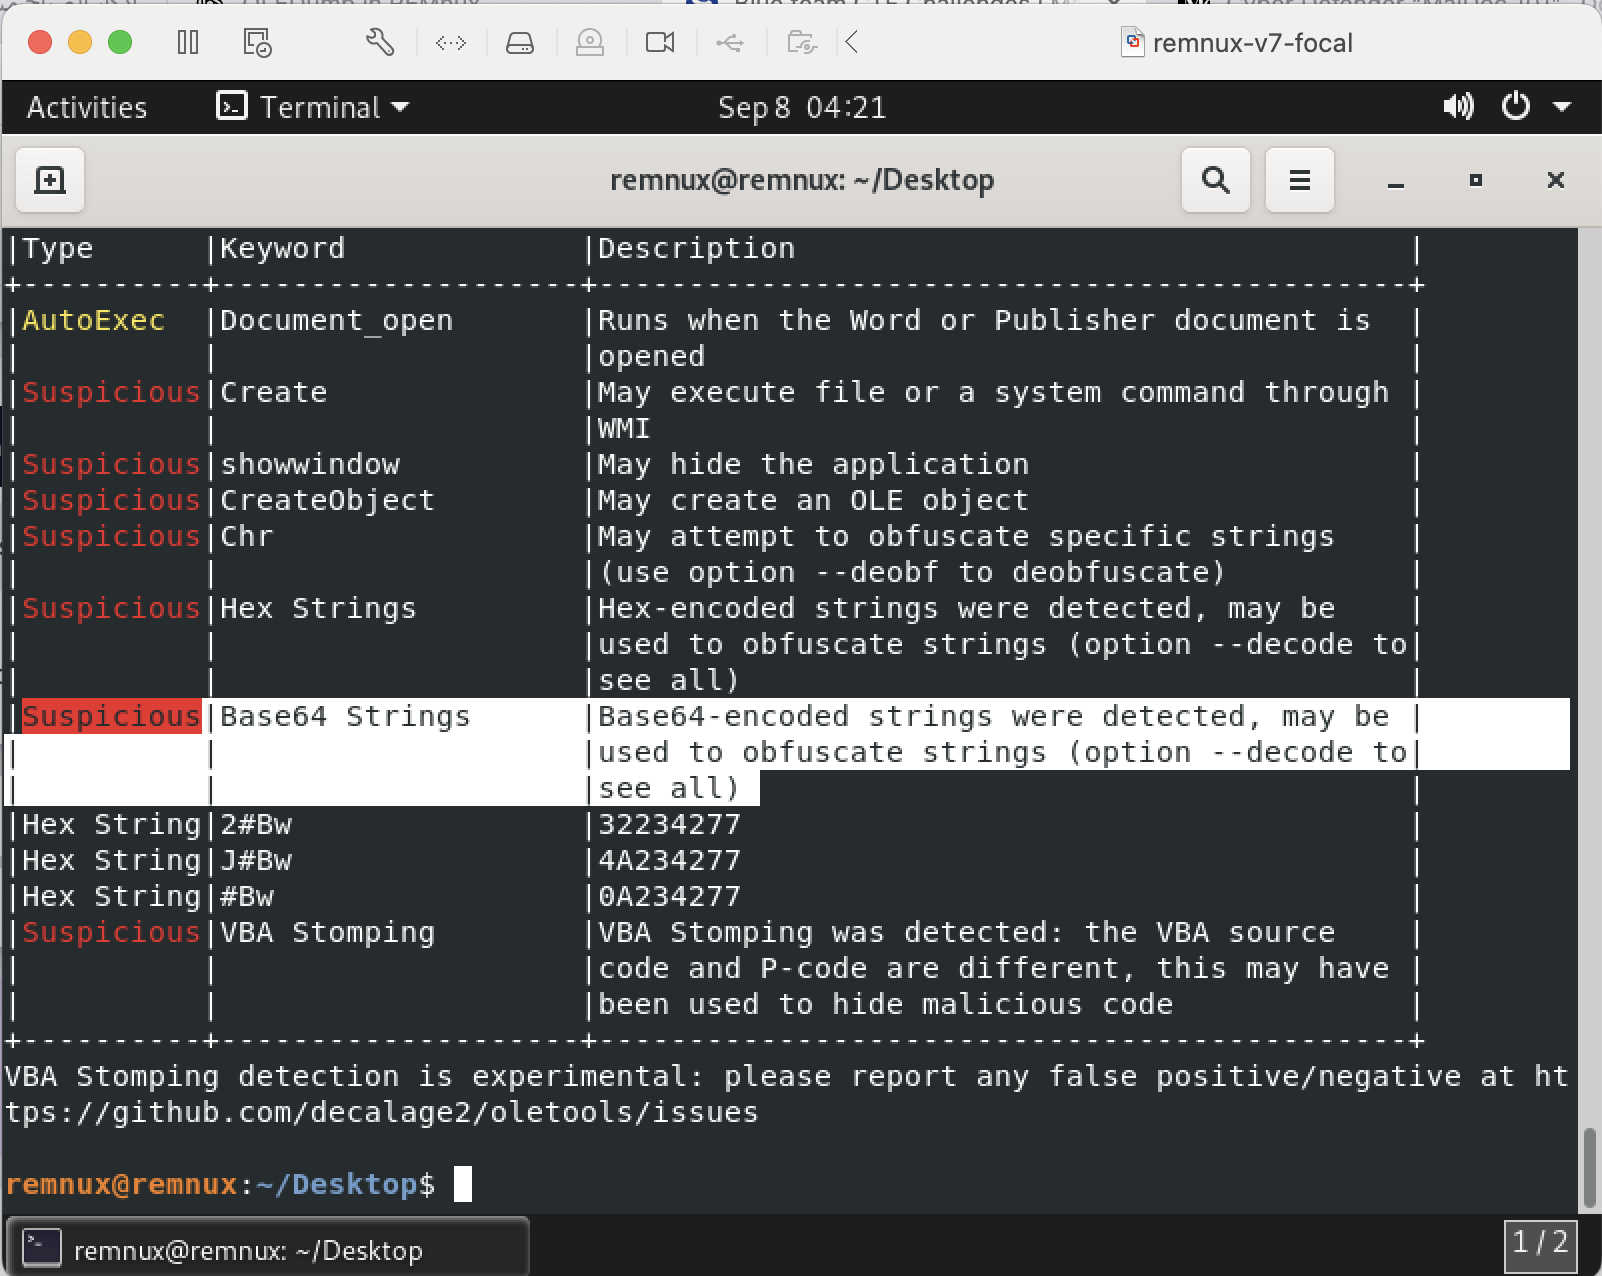 remnux-v7-focal
Activities Terminal Sep 8 04:21
remnux@remnux: ~/Desktop
|Type |Keyword |Description |
+----------+--------------------+---------------------------------------------+
|AutoExec |Document_open |Runs when the Word or Publisher document is |
| | |opened |
|Suspicious|Create |May execute file or a system command through |
| | |WMI |
|Suspicious|showwindow |May hide the application |
|Suspicious|CreateObject |May create an OLE object |
|Suspicious|Chr |May attempt to obfuscate specific strings |
| | |(use option --deobf to deobfuscate) |
|Suspicious|Hex Strings |Hex-encoded strings were detected, may be |
| | |used to obfuscate strings (option --decode to|
| | |see all) |
|Suspicious|Base64 Strings |Base64-encoded strings were detected, may be |
| | |used to obfuscate strings (option --decode to|
| | |see all) |
|Hex String|2#Bw |32234277 |
|Hex String|J#Bw |4A234277 |
|Hex String|#Bw |0A234277 |
|Suspicious|VBA Stomping |VBA Stomping was detected: the VBA source |
| | |code and P-code are different, this may have |
| | |been used to hide malicious code |
+----------+--------------------+---------------------------------------------+
VBA Stomping detection is experimental: please report any false positive/negative at ht
tps://github.com/decalage2/oletools/issues
remnux@remnux:~/Desktop$
remnux@remnux: ~/Desktop
1 / 2